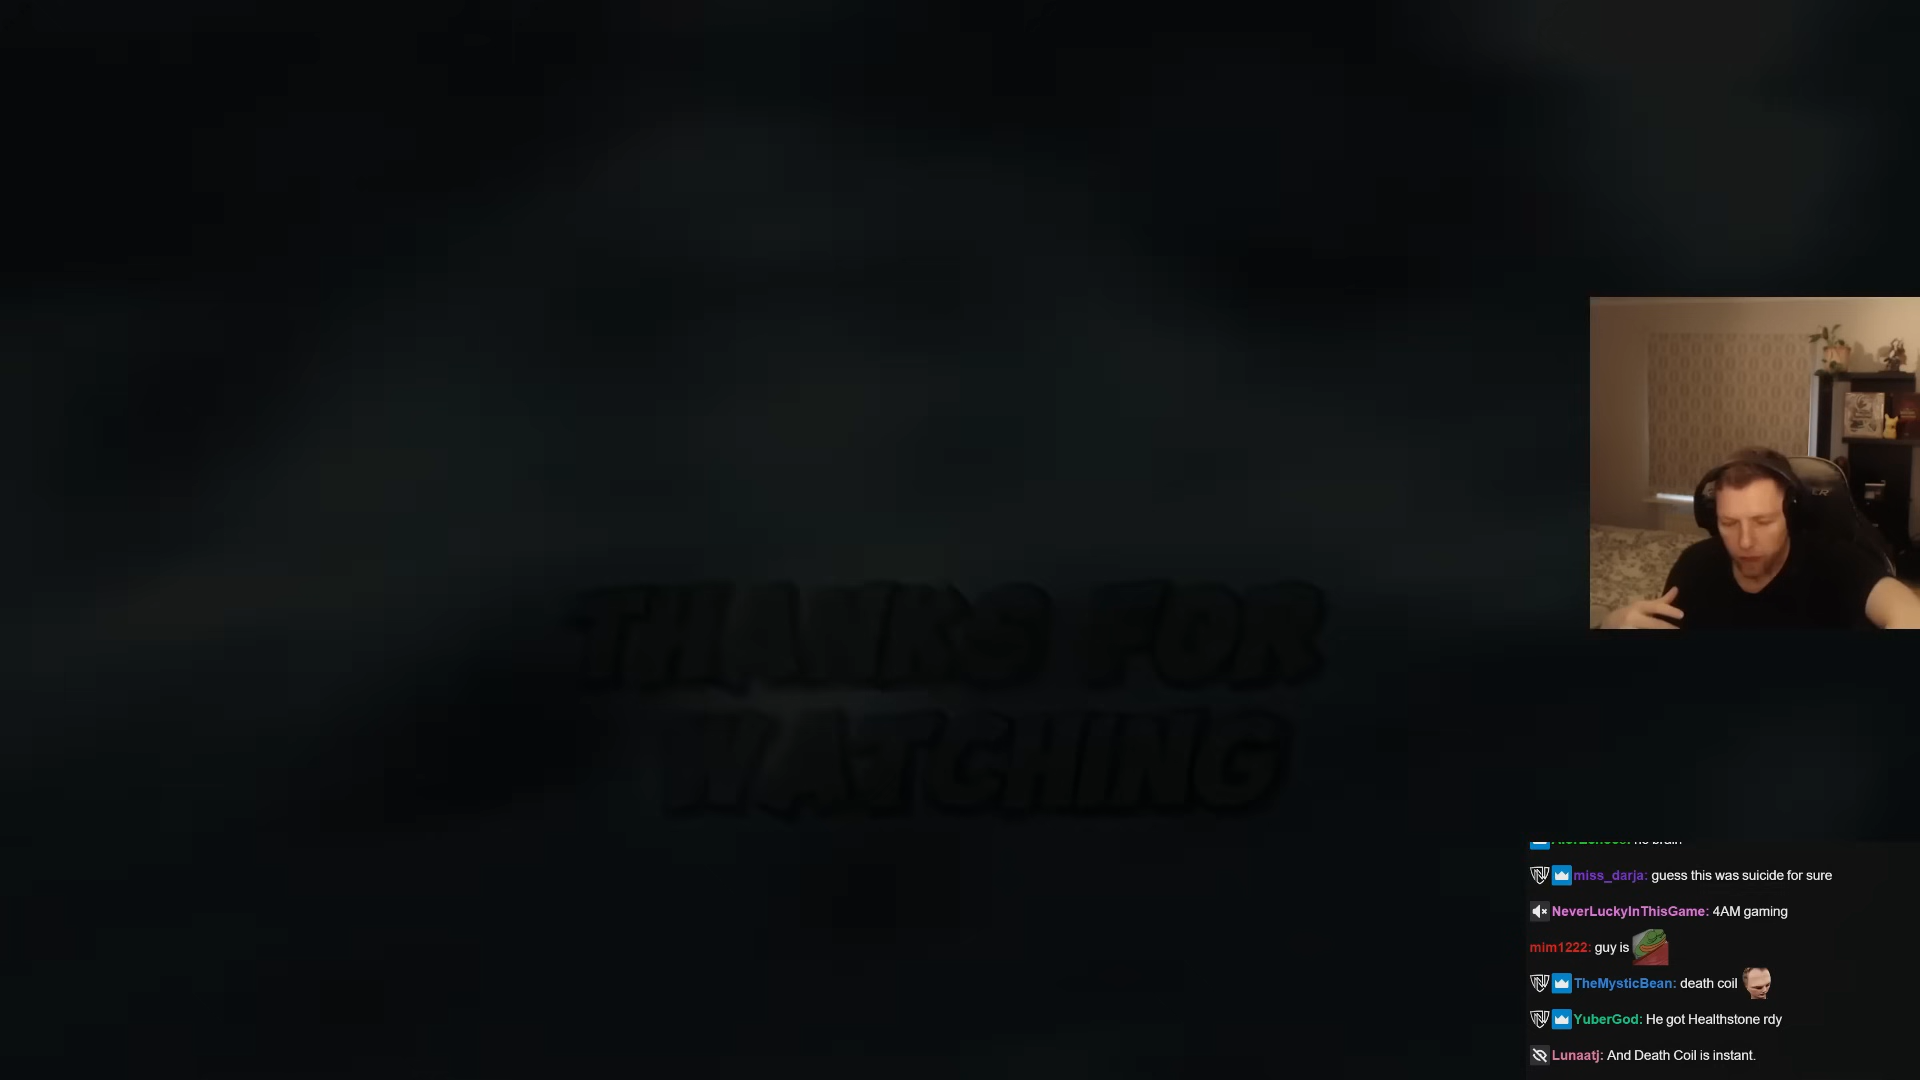 THANKS FOR
WATCHING
miss_darja: guess this was suicide for sure
NeverLuckyInThisGame: 4AM gaming
mim1222: guy is
TheMysticBean: death coil
YuberGod: He got Healthstone rdy
Lunaatj: And Death Coil is instant.